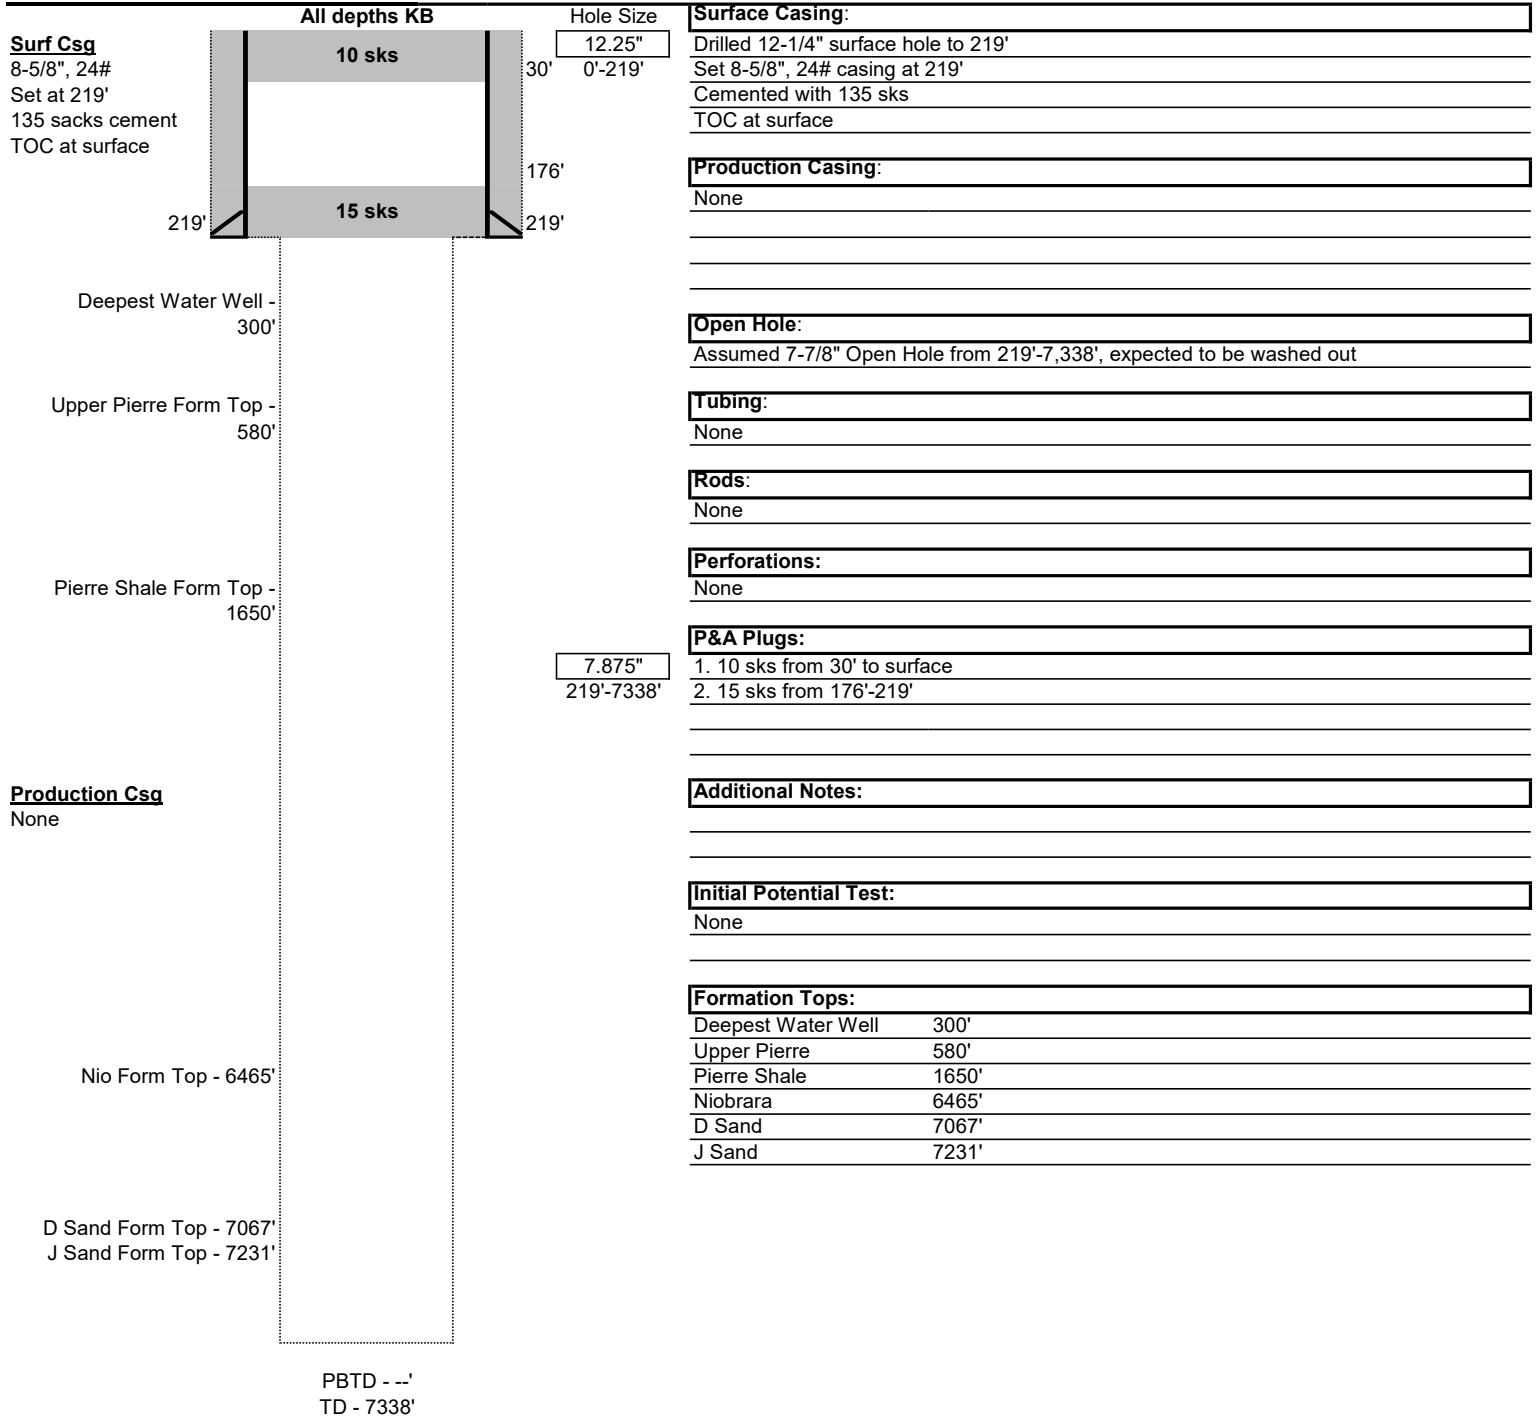 All depths KB
Hole Size
Surf Csg
8-5/8", 24#
Set at 219'
135 sacks cement
TOC at surface
10 sks
30'
12.25"
0'-219'
176'
15 sks
219'
219'
Deepest Water Well -
300'
Upper Pierre Form Top -
580'
Pierre Shale Form Top -
1650'
7.875"
219'-7338'
Production Csg
None
Nio Form Top - 6465'
D Sand Form Top - 7067'
J Sand Form Top - 7231'
PBTD - --'
TD - 7338'
Surface Casing:
Drilled 12-1/4" surface hole to 219'
Set 8-5/8", 24# casing at 219'
Cemented with 135 sks
TOC at surface
Production Casing:
None
Open Hole:
Assumed 7-7/8" Open Hole from 219'-7,338', expected to be washed out
Tubing:
None
Rods:
None
Perforations:
None
P&A Plugs:
1. 10 sks from 30' to surface
2. 15 sks from 176'-219'
Additional Notes:
Initial Potential Test:
None
Formation Tops:
Deepest Water Well 300'
Upper Pierre 580'
Pierre Shale 1650'
Niobrara 6465'
D Sand 7067'
J Sand 7231'